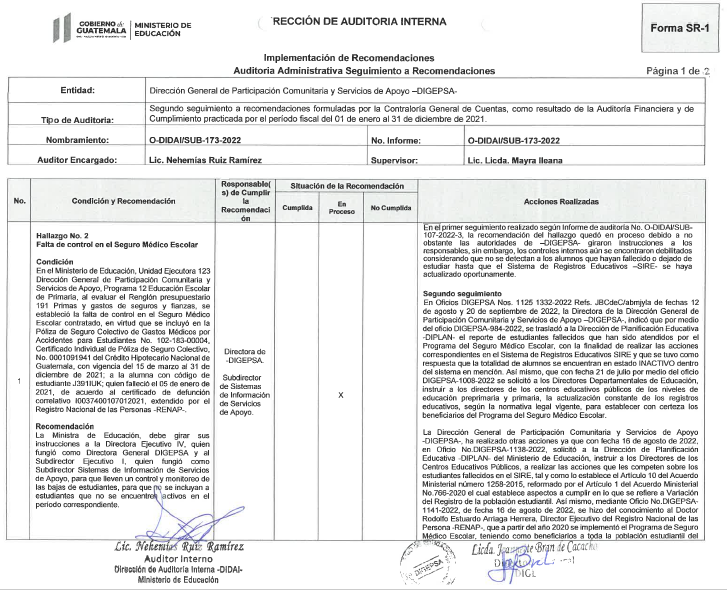 GOBIERNO de
GUATEMALA
MINISTERIO DE
EDUCACIÓN
RECCIÓN DE AUDITORIA INTERNA
Forma SR-1
Implementación de Recomendaciones
Auditoria Administrativa Seguimiento a Recomendaciones
Página 1 de 2
Entidad:
Dirección General de Participación Comunitaria y Servicios de Apoyo –DIGEPSA-
Tipo de Auditoria:
Segundo seguimiento a recomendaciones formuladas por la Contraloría General de Cuentas, como resultado de la Auditoría Financiera y de
Cumplimiento practicada por el período fiscal del 01 de enero al 31 de diciembre de 2021.
Nombramiento:
O-DIDAI/SUB-173-2022
No. Informe:
O-DIDAI/SUB-173-2022
Auditor Encargado:
Lic. Nehemías Ruiz Ramírez
Supervisor:
Lic. Licda. Mayra Ileana
No.
Condición y Recomendación
Responsable(
s) de Cumplir
la
Recomendaci
ón
Situación de la Recomendación
Cumplida
En
Proceso
No Cumplida
Acciones Realizadas
1
Hallazgo No. 2
Falta de control en el Seguro Médico Escolar
Condición
En el Ministerio de Educación, Unidad Ejecutora 123
Dirección General de Participación Comunitaria y
Servicios de Apoyo, Programa 12 Educación Escolar
de Primaria, al evaluar el Renglón presupuestario
191 Primas y gastos de seguros y fianzas, se
estableció la falta de control en el Seguro Médico
Escolar contratado, en virtud que se incluyó en la
Póliza de Seguro Colectivo de Gastos Médicos por
Accidentes para Estudiantes No. 102-183-00004,
Certificado Individual de Póliza de Seguro Colectivo,
No. 0001091941 del Crédito Hipotecario Nacional de
Guatemala, con vigencia del 15 de marzo al 31 de
diciembre de 2021; a la alumna con código de
estudiante J391IUK; quien falleció el 05 de enero de
2021, de acuerdo al certificado de defunción
correlativo I0374001070120​21, extendido por el
Registro Nacional de las Personas -RENAP-.
Recomendación
La Ministra de Educación, debe girar sus
instrucciones a la Directora Ejecutiva IV, quien
fungió como Directora General DIGEPSA y al
Subdirector Ejecutivo I, quien fungió como
Subdirector Sistemas de Información de Servicios de
Apoyo, para que lleven un control y monitoreo de
las bajas de estudiantes, para que no se incluyan a
estudiantes que no se encuentren activos en el
período correspondiente.
Directora de
-DIGEPSA.
Subdirector
de Sistemas
de Información
de Servicios
de Apoyo.
X
En el primer seguimiento realizado según Informe de auditoría No. O-DIDAI/SUB-
107-2022-3, la recomendación del hallazgo quedó en proceso debido a no
obstante las autoridades de –DIGEPSA– giraron instrucciones a los
responsables, sin embargo, los controles internos aún se encontraron debilitados
considerando que no se detectan a los alumnos que hayan fallecido o dejado de
estudiar hasta que el Sistema de Registros Educativos –SIRE- se haya
actualizado oportunamente.
Segundo seguimiento
En Oficios DIGEPSA Nos. 1125 1332-2022 Refs. JBCdeC/abmjyla de fechas 12
de agosto y 20 de septiembre de 2022, la Directora de la Dirección General de
Participación Comunitaria y Servicios de Apoyo –DIGEPSA-, indicó que por medio
del oficio DIGEPSA-984-2022, se trasladó a la Dirección de Planificación Educativa
-DIPLAN- el reporte de estudiantes fallecidos que han sido atendidos por el
Programa del Seguro Médico Escolar, con la finalidad de realizar las acciones
correspondientes en el Sistema de Registros Educativos SIRE y que se tuvo como
respuesta que la totalidad de alumnos se encuentran en estado INACTIVO dentro
del sistema en mención. Así mismo, que con fecha 21 de julio por medio del oficio
DIGEPSA-1008-2022 se solicitó a los Directores Departamentales de Educación,
instruir a los directores de los centros educativos públicos de los niveles de
educación preprimaria y primaria, la actualización constante de los registros
educativos, según la normativa legal vigente, para establecer con certeza los
beneficiarios del Programa del Seguro Médico Escolar.
La Dirección General de Participación Comunitaria y Servicios de Apoyo
-DIGEPSA-, ha realizado otras acciones ya que con fecha 16 de agosto de 2022,
en Oficio No.DIGEPSA-1138-2022, solicitó a la Dirección de Planificación
Educativa -DIPLAN- del Ministerio de Educación, instruir a los Directores de los
Centros Educativos Públicos, a realizar las acciones que les competen sobre los
estudiantes fallecidos en el SIRE, tal y como lo establece el Artículo 10 del Acuerdo
Ministerial número 1258-2015, reformado por el Artículo 1 del Acuerdo Ministerial
No.766-2020 el cual establece aspectos a cumplir en lo que se refiere a Variación
del Registro de la población estudiantil. Así mismo, mediante Oficio No.DIGEPSA-
1141-2022, de fecha 16 de agosto de 2022, se hizo del conocimiento al Doctor
Rodolfo Estuardo Arriaga Herrera, Director Ejecutivo del Registro Nacional de las
Persona -RENAP-, que a partir del año 2020 se implementó el Programa de Seguro
Médico Escolar, teniendo como beneficiarios a toda la población estudiantil del
Lic. Nehemías Ruiz Ramírez
Auditor Interno
Dirección de Auditoria Interna -DIDAI-
Ministerio de Educación
DIGEPSA
Licda. Jeannette Bran de Cacacho